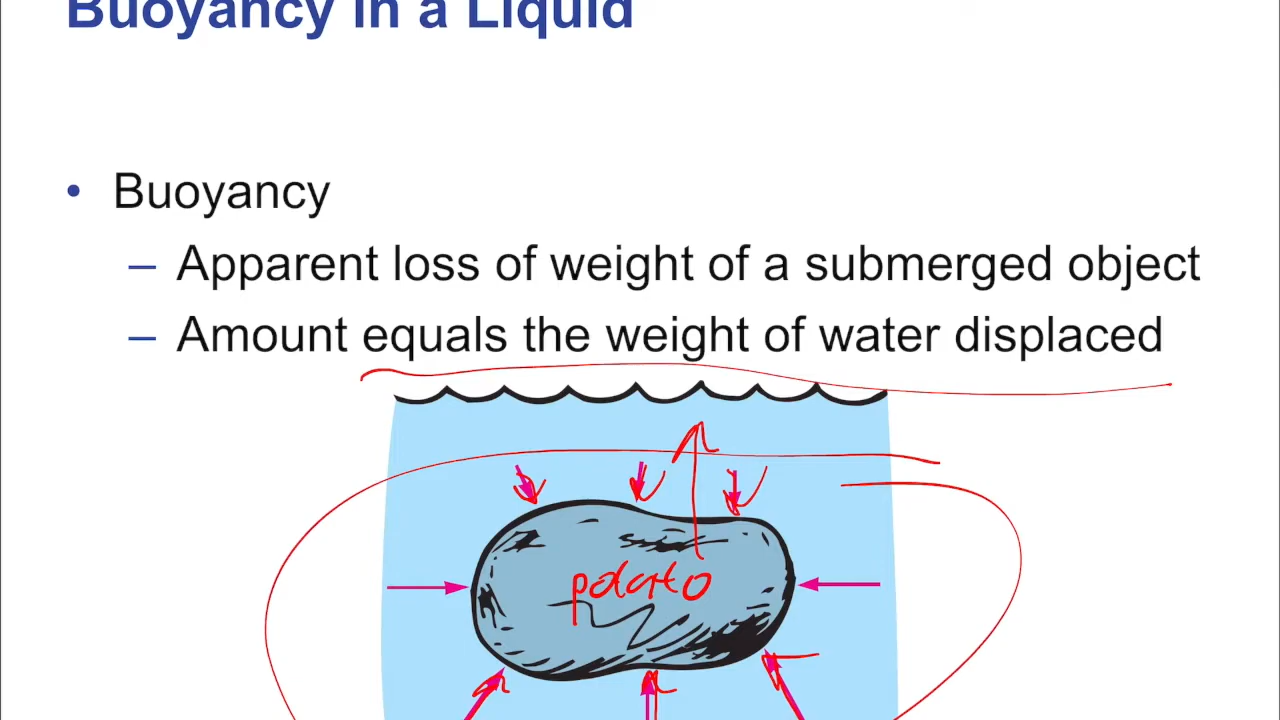 Buoyancy in a Liquid
• Buoyancy
– Apparent loss of weight of a submerged object
– Amount equals the weight of water displaced
potato